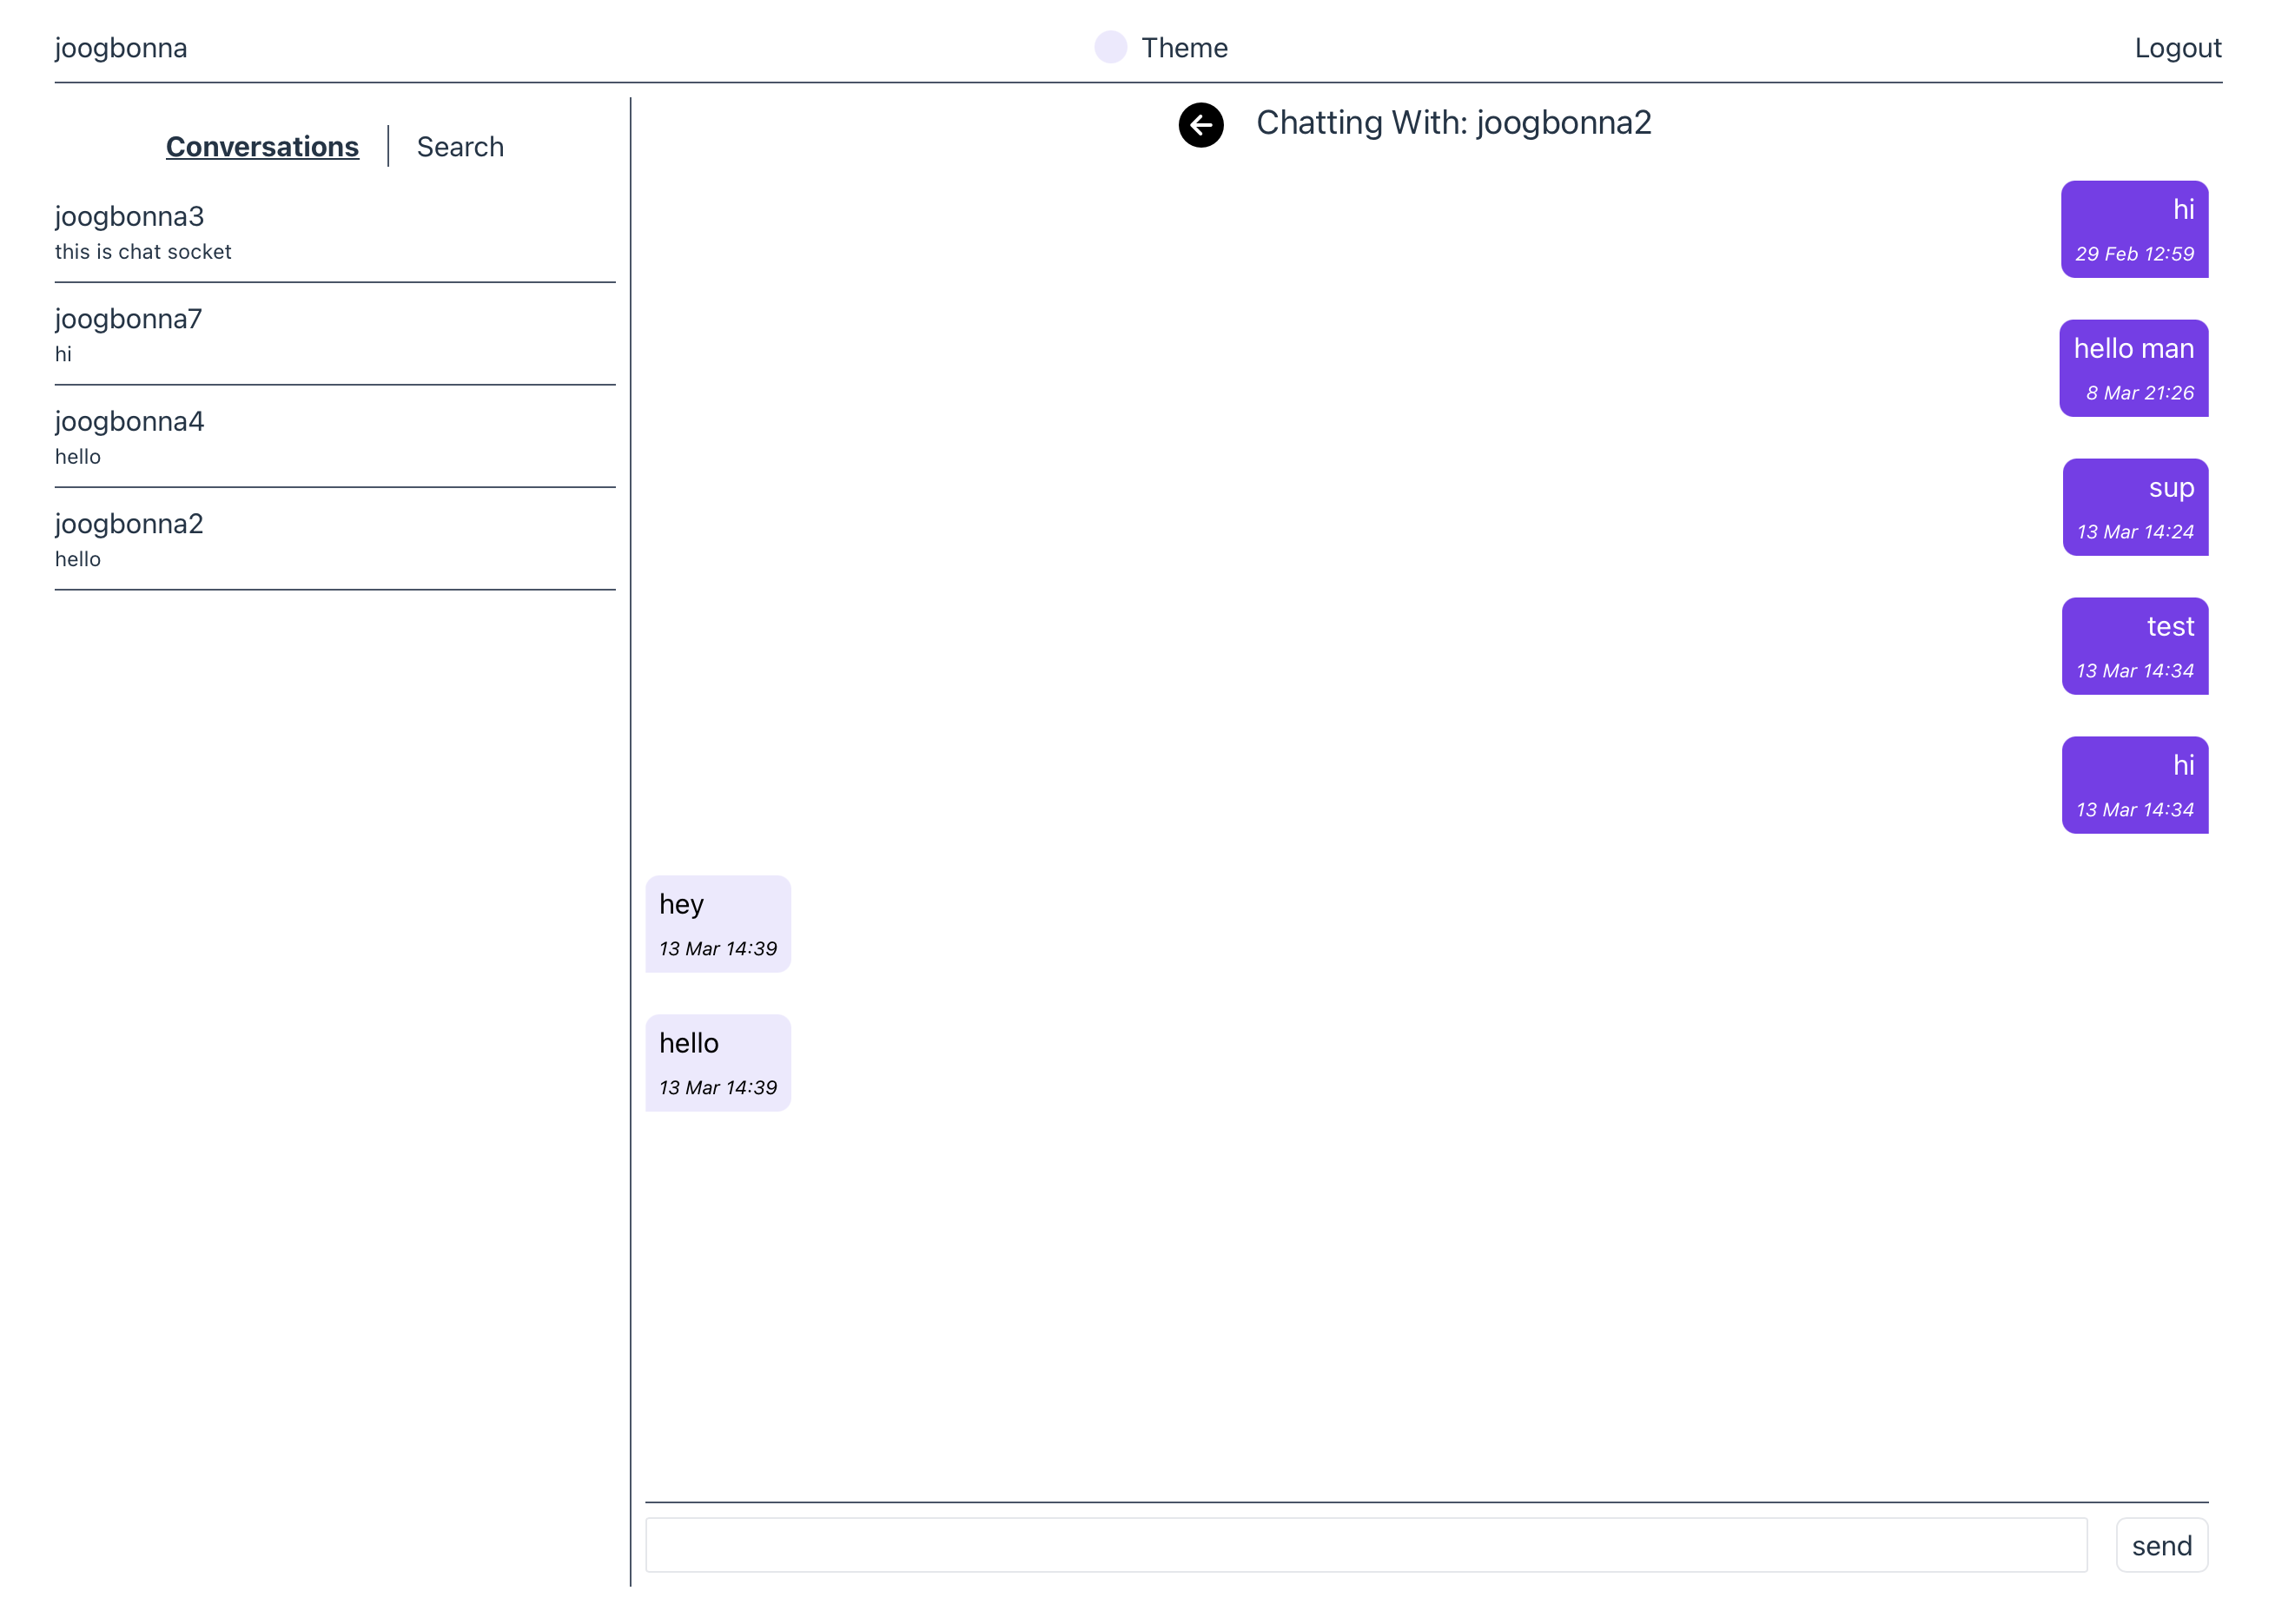 joogbonna
Theme
Logout
Conversations
Search
joogbonna3
this is chat socket
joogbonna7
hi
joogbonna4
hello
joogbonna2
hello
Chatting With: joogbonna2
hi
29 Feb 12:59
hello man
8 Mar 21:26
sup
13 Mar 14:24
test
13 Mar 14:34
hi
13 Mar 14:34
hey
13 Mar 14:39
hello
13 Mar 14:39
send